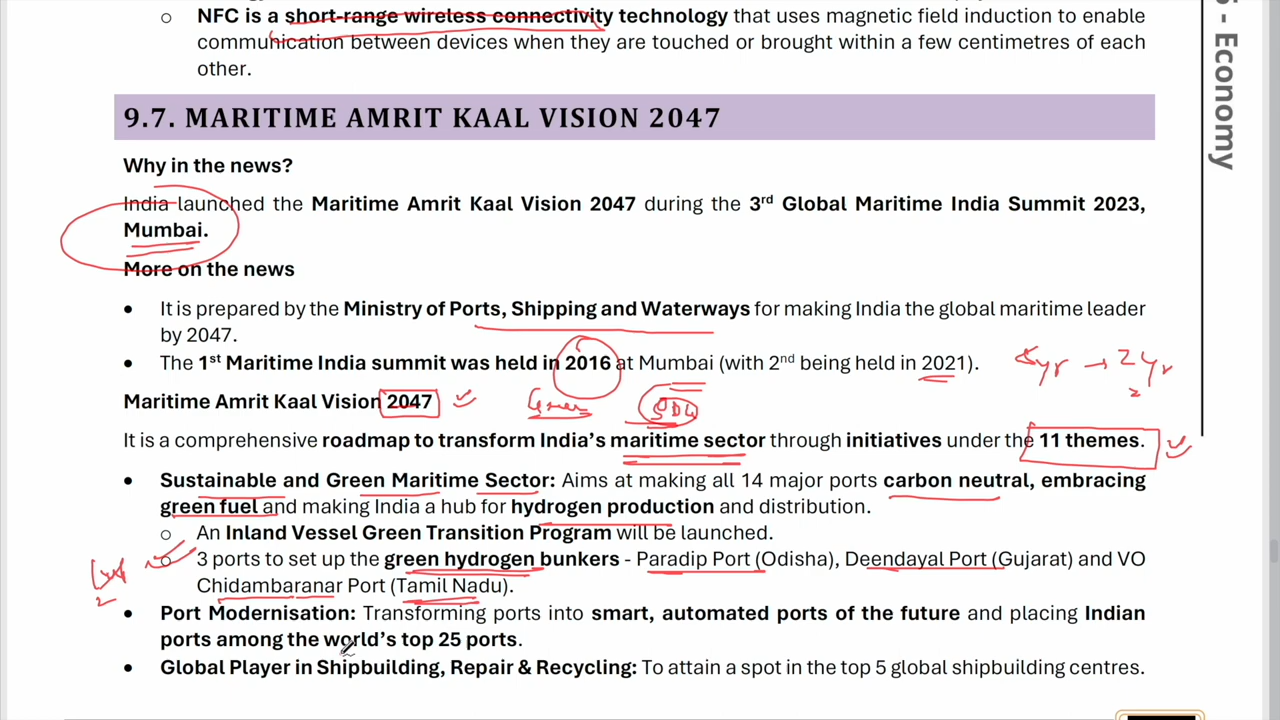 o NFC is a short-range wireless connectivity technology that uses magnetic field induction to enable
communication between devices when they are touched or brought within a few centimetres of each
other.
- Economy
9.7. MARITIME AMRIT KAAL VISION 2047
Why in the news?
India launched the Maritime Amrit Kaal Vision 2047 during the 3rd Global Maritime India Summit 2023,
Mumbai.
More on the news
• It is prepared by the Ministry of Ports, Shipping and Waterways for making India the global maritime leader
by 2047.
• The 1st Maritime India summit was held in 2016 at Mumbai (with 2nd being held in 2021).
yr → 2 yr
2
Maritime Amrit Kaal Vision 2047
Green
SDG
It is a comprehensive roadmap to transform India's maritime sector through initiatives under the 11 themes.
• Sustainable and Green Maritime Sector: Aims at making all 14 major ports carbon neutral, embracing
green fuel and making India a hub for hydrogen production and distribution.
o An Inland Vessel Green Transition Program will be launched.
o 3 ports to set up the green hydrogen bunkers - Paradip Port (Odisha), Deendayal Port (Gujarat) and VO
Chidambaranar Port (Tamil Nadu).
• Port Modernisation: Transforming ports into smart, automated ports of the future and placing Indian
ports among the world's top 25 ports.
• Global Player in Shipbuilding, Repair & Recycling: To attain a spot in the top 5 global shipbuilding centres.